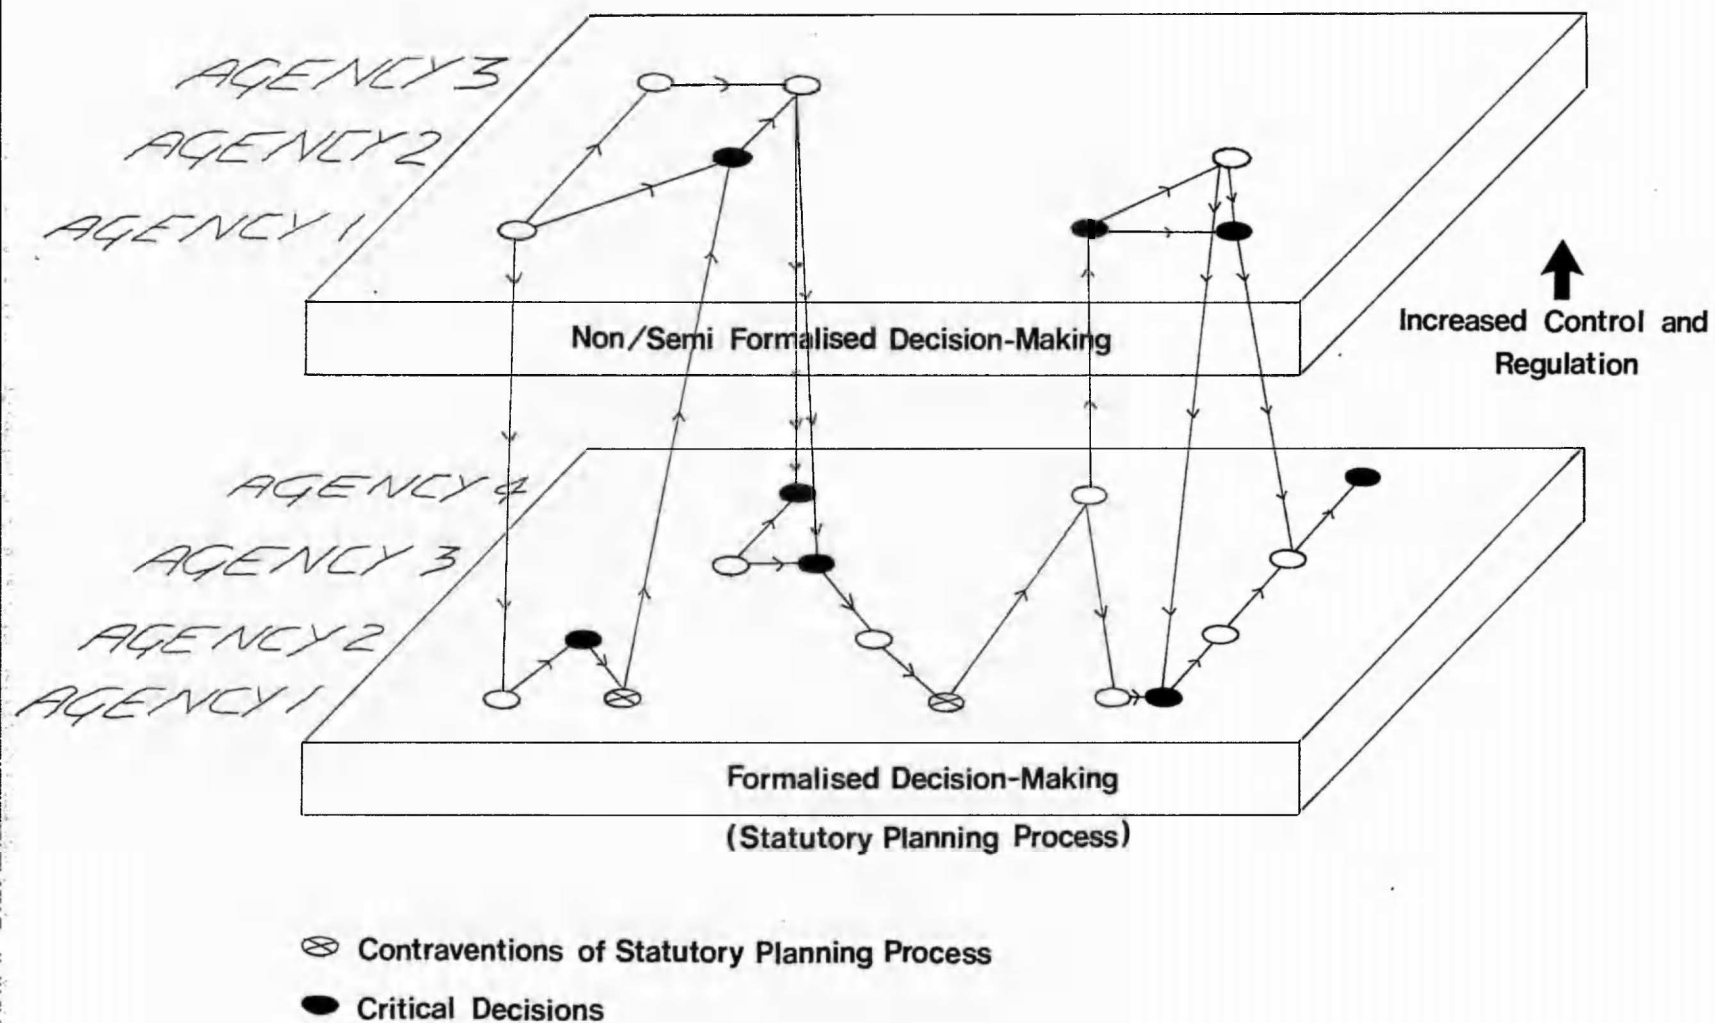 AGENCY 3
AGENCY 2
AGENCY 1
Non/Semi Formalised Decision-Making
Increased Control and
Regulation
AGENCY 4
AGENCY 3
AGENCY 2
AGENCY 1
Formalised Decision-Making
(Statutory Planning Process)
Contraventions of Statutory Planning Process
Critical Decisions